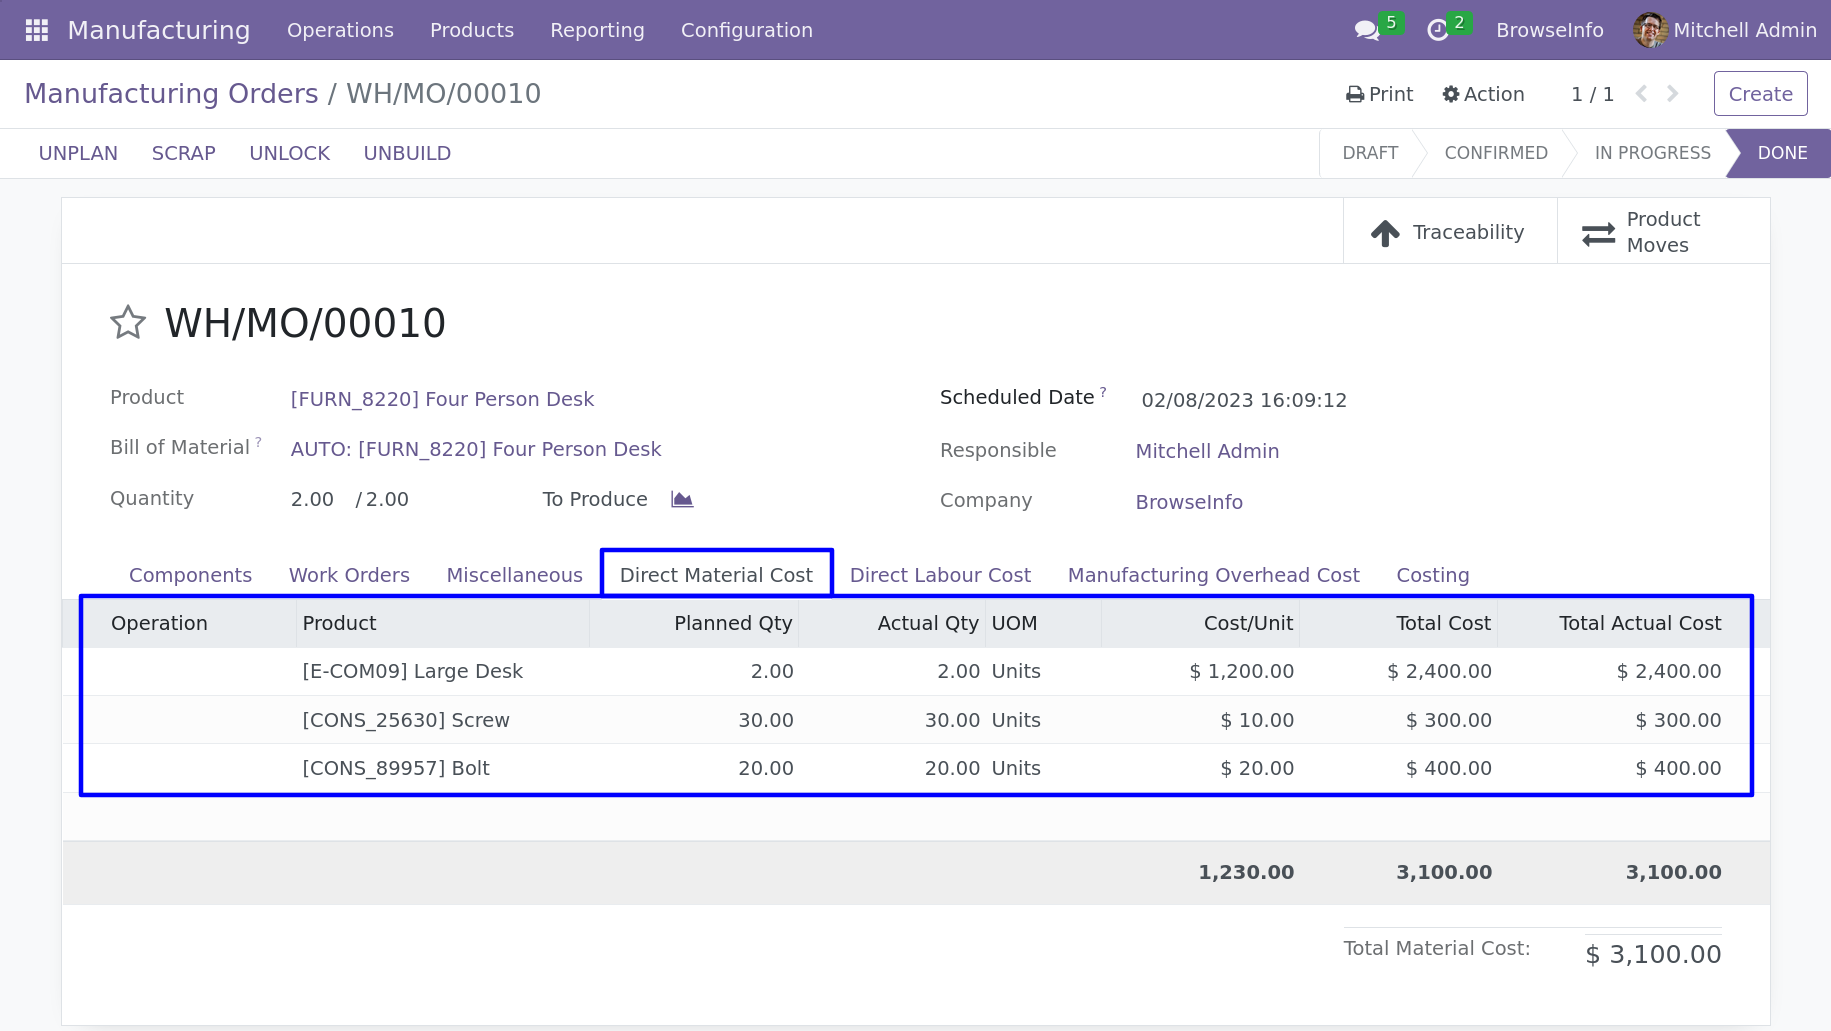 Manufacturing Operations Products Reporting Configuration 5 2 BrowseInfo Mitchell Admin
Manufacturing Orders / WH/MO/00010 Print Action 1 / 1 Create
UNPLAN SCRAP UNLOCK UNBUILD DRAFT CONFIRMED IN PROGRESS DONE
Traceability Product
Moves
WH/MO/00010
Product [FURN_8220] Four Person Desk Scheduled Date ? 02/08/2023 16:09:12
Bill of Material ? AUTO: [FURN_8220] Four Person Desk Responsible Mitchell Admin
Quantity 2.00 / 2.00 To Produce Company BrowseInfo
Components Work Orders Miscellaneous Direct Material Cost Direct Labour Cost Manufacturing Overhead Cost Costing
Operation Product Planned Qty Actual Qty UOM Cost/Unit Total Cost Total Actual Cost
[E-COM09] Large Desk 2.00 2.00 Units $ 1,200.00 $ 2,400.00 $ 2,400.00
[CONS_25630] Screw 30.00 30.00 Units $ 10.00 $ 300.00 $ 300.00
[CONS_89957] Bolt 20.00 20.00 Units $ 20.00 $ 400.00 $ 400.00
1,230.00 3,100.00 3,100.00
Total Material Cost: $ 3,100.00